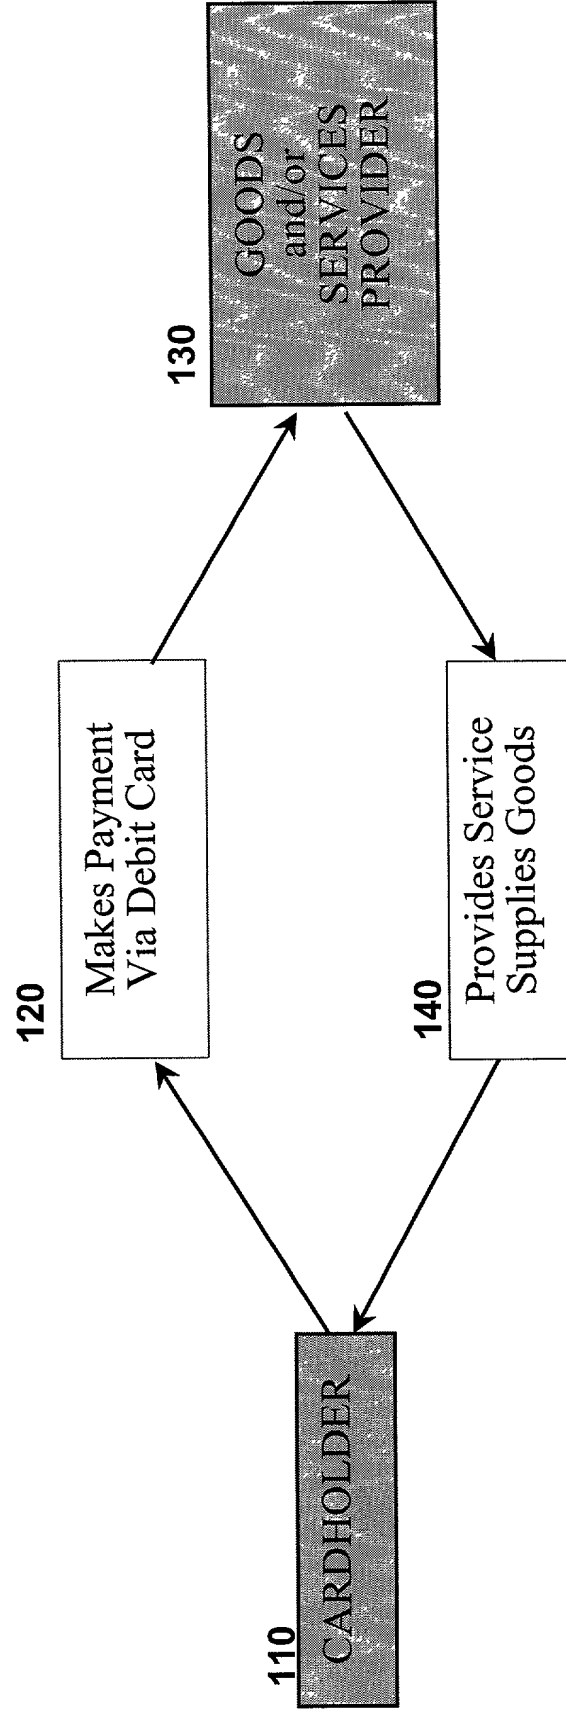 110
CARDHOLDER
120
Makes Payment
Via Debit Card
130
GOODS
and/or
SERVICES
PROVIDER
140
Provides Service
Supplies Goods